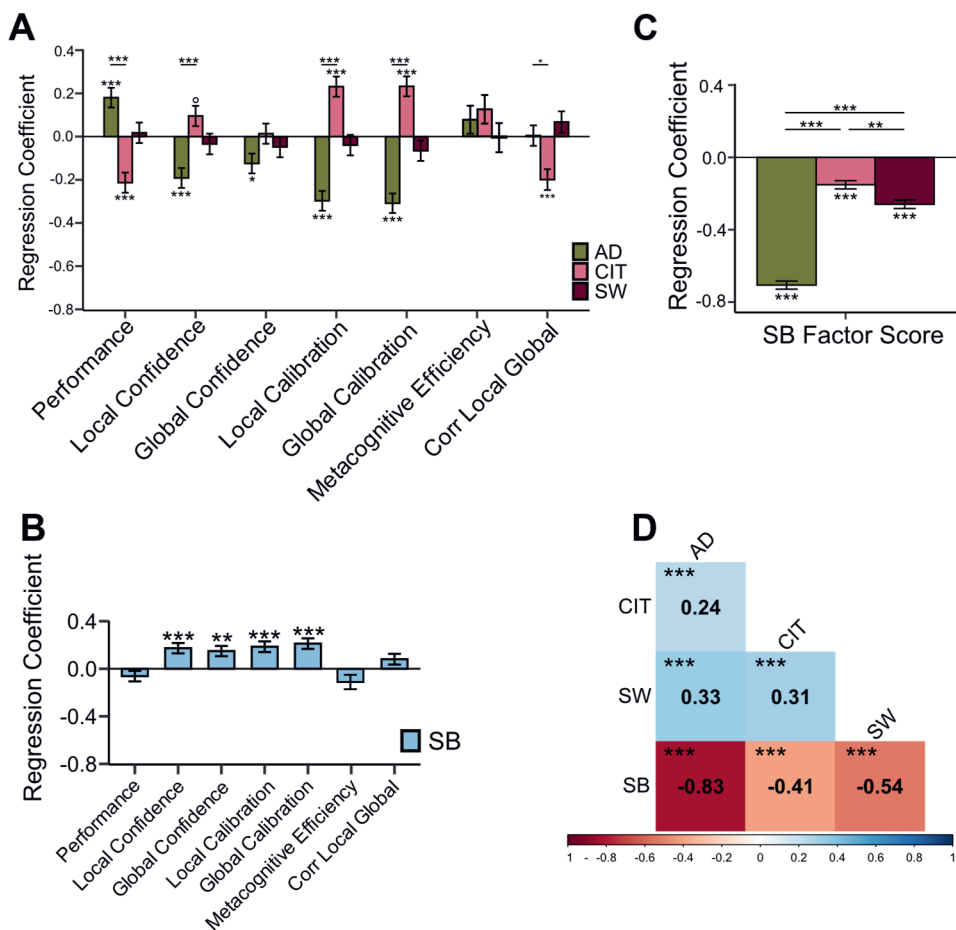 A
Regression Coefficient
0.4
0.2
0.0
-0.2
-0.4
-0.6
-0.8
*** *** *** *** *
*** ° *** ***
*** *** *** * *** *** ***
AD
CIT
SW
Performance
Local Confidence
Global Confidence
Local Calibration
Global Calibration
Metacognitive Efficiency
Corr Local Global
C
Regression Coefficient
0.4
0.0
-0.4
-0.8
***
*** **
*** *** ***
SB Factor Score
B
Regression Coefficient
0.4
0.0
-0.4
-0.8
*** ** *** ***
SB
Performance
Local Confidence
Global Confidence
Local Calibration
Global Calibration
Metacognitive Efficiency
Corr Local Global
D
AD
CIT *** 0.24
CIT
SW *** 0.33 *** 0.31
SW
SB *** -0.83 *** -0.41 *** -0.54
1 - -0.8 -0.6 -0.4 -0.2 0 0.2 0.4 0.6 0.8 1